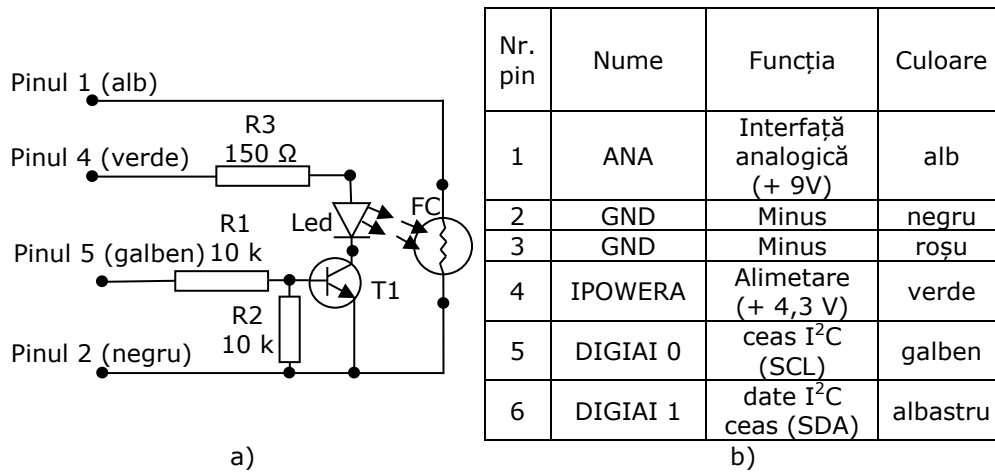 Pinul 1 (alb)
R3
Pinul 4 (verde) 150 Ω
FC
Led
R1
Pinul 5 (galben) 10 k
T1
R2
10 k
Pinul 2 (negru)
a)
Nr. pin Nume Funcția Culoare
1 ANA Interfață analogică (+ 9V) alb
2 GND Minus negru
3 GND Minus roșu
4 IPOWERA Alimetare (+ 4,3 V) verde
5 DIGIAI 0 ceas I²C (SCL) galben
6 DIGIAI 1 date I²C ceas (SDA) albastru
b)